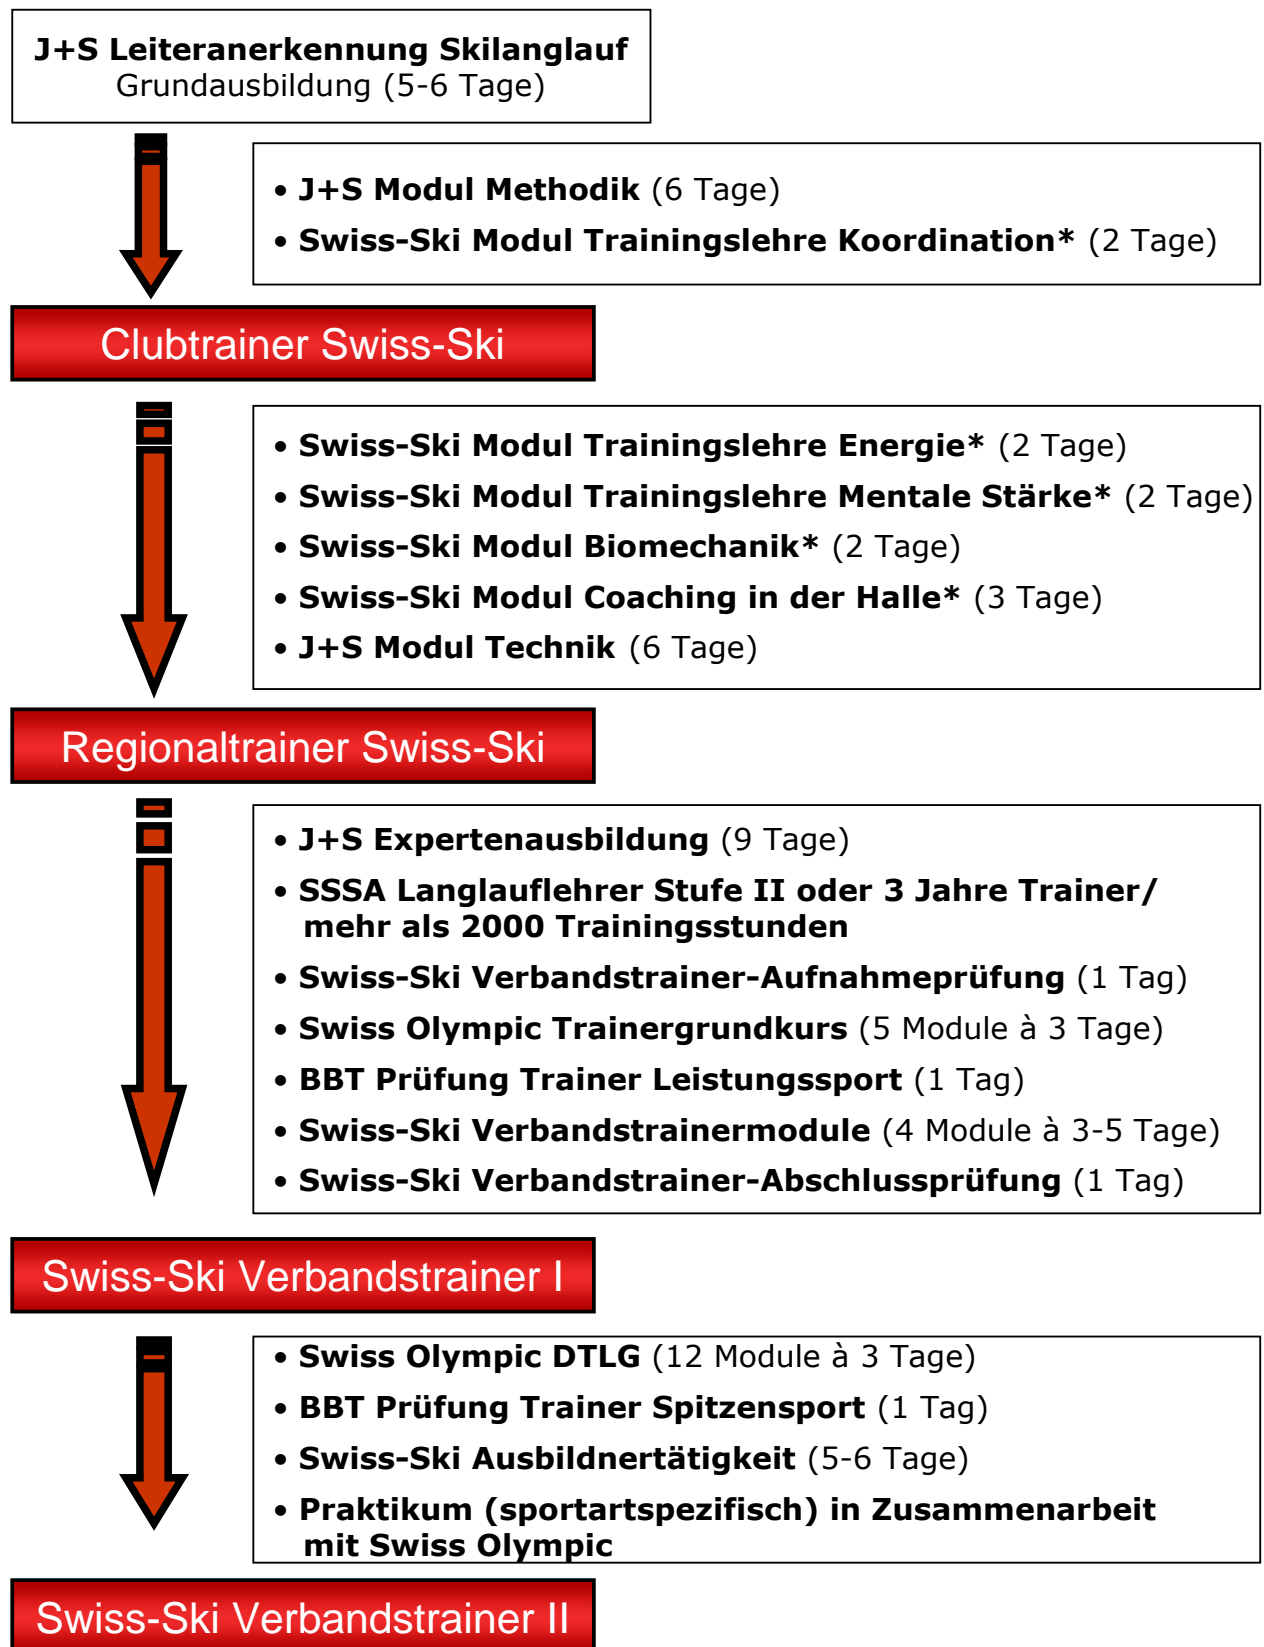 J+S Leiteranerkennung Skilanglauf
Grundausbildung (5-6 Tage)
• J+S Modul Methodik (6 Tage)
• Swiss-Ski Modul Trainingslehre Koordination* (2 Tage)
Clubtrainer Swiss-Ski
• Swiss-Ski Modul Trainingslehre Energie* (2 Tage)
• Swiss-Ski Modul Trainingslehre Mentale Stärke* (2 Tage)
• Swiss-Ski Modul Biomechanik* (2 Tage)
• Swiss-Ski Modul Coaching in der Halle* (3 Tage)
• J+S Modul Technik (6 Tage)
Regionaltrainer Swiss-Ski
• J+S Expertenausbildung (9 Tage)
• SSSA Langlauflehrer Stufe II oder 3 Jahre Trainer/
mehr als 2000 Trainingsstunden
• Swiss-Ski Verbandstrainer-Aufnahmeprüfung (1 Tag)
• Swiss Olympic Trainergrundkurs (5 Module à 3 Tage)
• BBT Prüfung Trainer Leistungssport (1 Tag)
• Swiss-Ski Verbandstrainermodule (4 Module à 3-5 Tage)
• Swiss-Ski Verbandstrainer-Abschlussprüfung (1 Tag)
Swiss-Ski Verbandstrainer I
• Swiss Olympic DTLG (12 Module à 3 Tage)
• BBT Prüfung Trainer Spitzensport (1 Tag)
• Swiss-Ski Ausbildnertätigkeit (5-6 Tage)
• Praktikum (sportartspezifisch) in Zusammenarbeit
mit Swiss Olympic
Swiss-Ski Verbandstrainer II